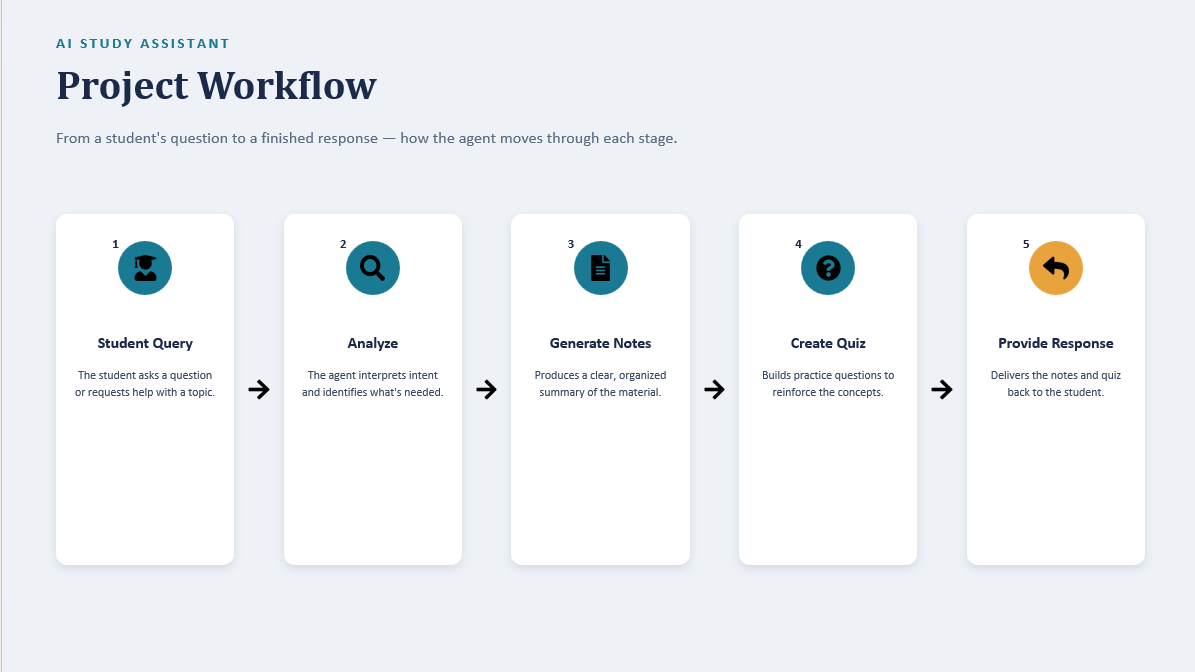 AI STUDY ASSISTANT
Project Workflow
From a student's question to a finished response — how the agent moves through each stage.
1
Student Query
The student asks a question
or requests help with a topic.
2
Analyze
The agent interprets intent
and identifies what's needed.
3
Generate Notes
Produces a clear, organized
summary of the material.
4
Create Quiz
Builds practice questions to
reinforce the concepts.
5
Provide Response
Delivers the notes and quiz
back to the student.